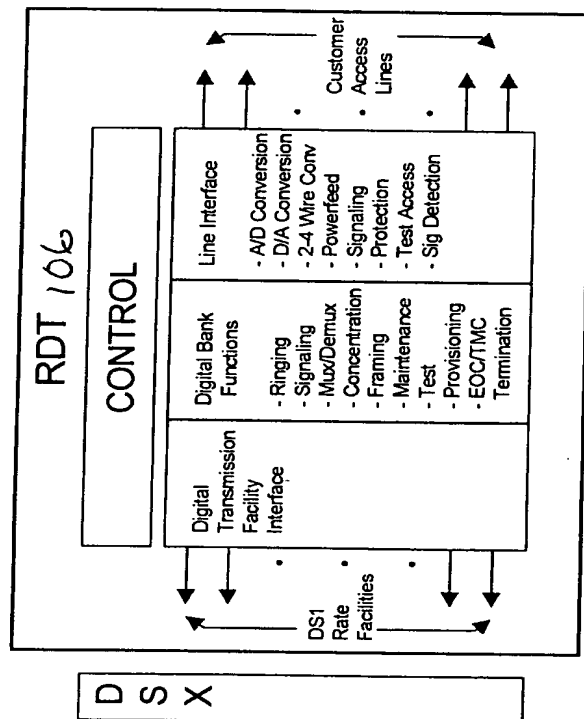 RDT 106
CONTROL
Digital
Transmission
Facility
Interface
Digital Bank
Functions
- Ringing
- Signaling
- Mux/Demux
- Concentration
- Framing
- Maintenance
- Test
- Provisioning
- EOC/TMC
Termination
Line Interface
- A/D Conversion
- D/A Conversion
- 2-4 Wire Conv
- Powerfeed
- Signaling
- Protection
- Test Access
- Sig Detection
DS1
Rate
Facilities
Customer
Access
Lines
D
S
X